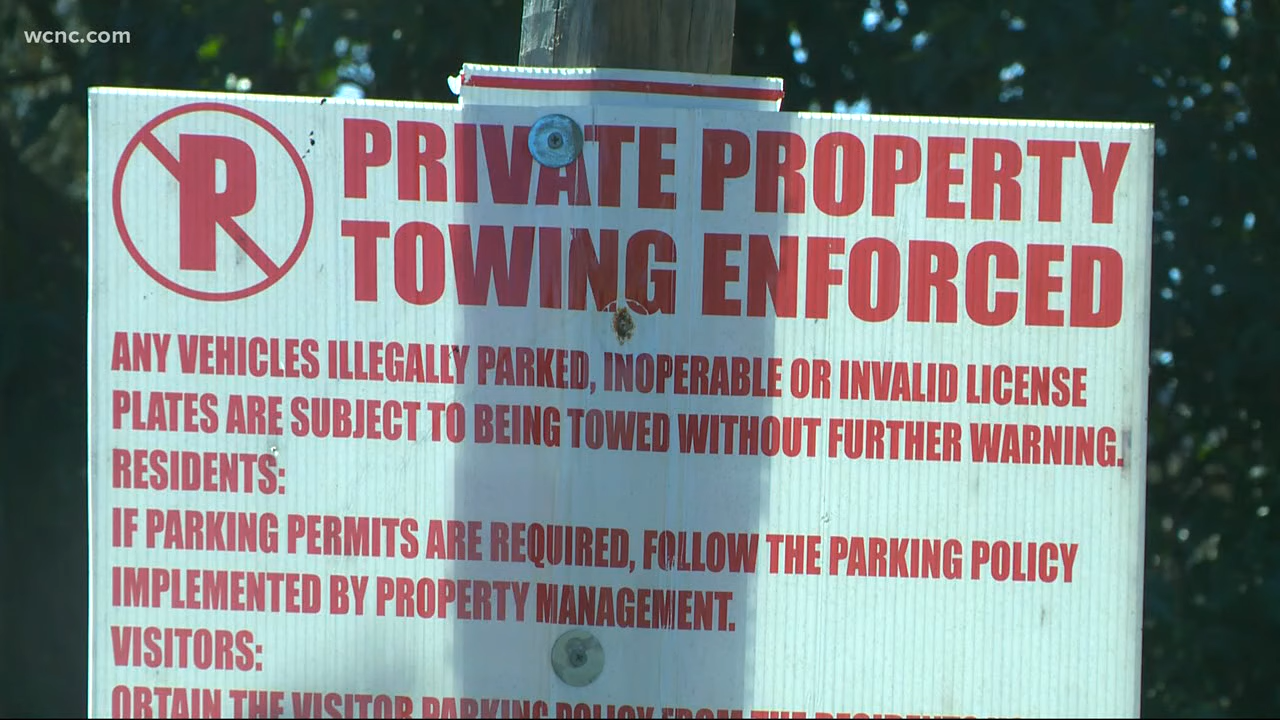 wcnc.com
P
PRIVATE PROPERTY
TOWING ENFORCED
ANY VEHICLES ILLEGALLY PARKED, INOPERABLE OR INVALID LICENSE
PLATES ARE SUBJECT TO BEING TOWED WITHOUT FURTHER WARNING.
RESIDENTS:
IF PARKING PERMITS ARE REQUIRED, FOLLOW THE PARKING POLICY
IMPLEMENTED BY PROPERTY MANAGEMENT.
VISITORS:
OBTAIN THE VISITOR PARKING POLICY FROM THE